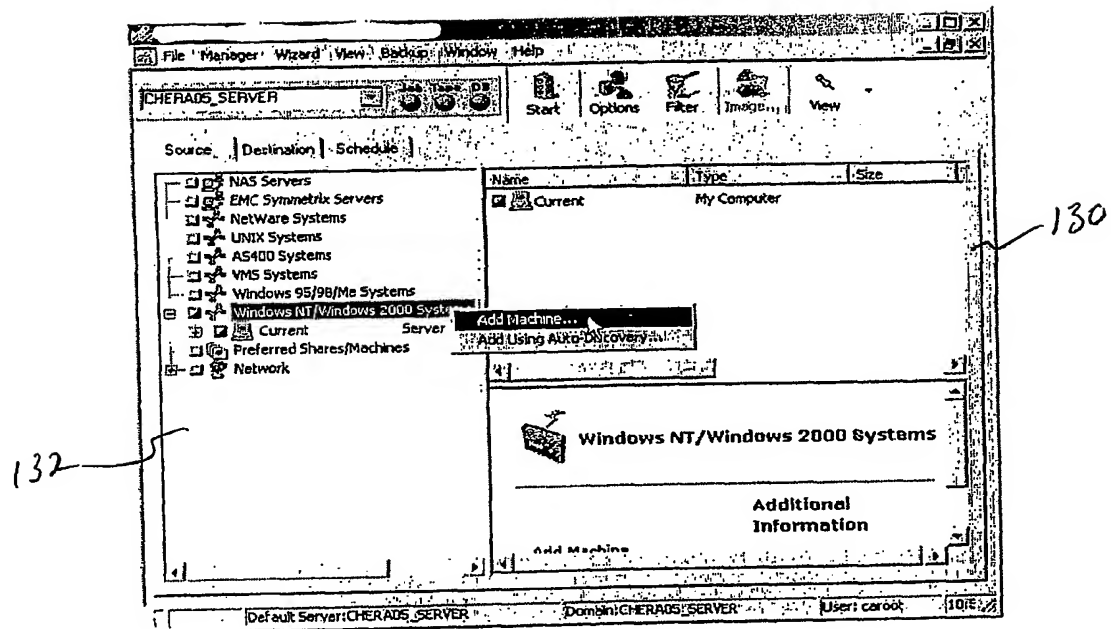 File Manager Wizard View Backup Window Help
CHERA05_SERVER
Job Tape DB
Start Options Filter Image... View
Source Destination Schedule
NAS Servers
EMC Symmetrix Servers
NetWare Systems
UNIX Systems
AS400 Systems
VMS Systems
Windows 95/98/Me Systems
Windows NT/Windows 2000 Syste
Current Server
Preferred Shares/Machines
Network
Name Type Size
Current My Computer
Add Machine...
Add Using Auto-Discovery...
Windows NT/Windows 2000 Systems
Additional
Information
Add Machine
Default Server:CHERA05_SERVER Domain:CHERA05_SERVER User: caroot
130
132